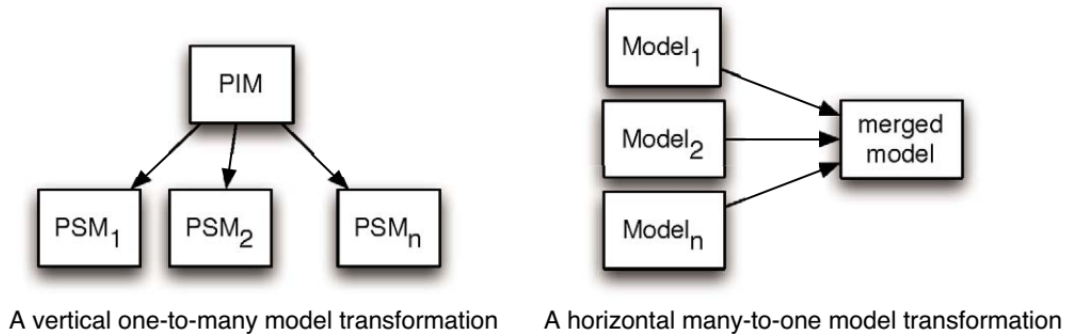 PIM
PSM1
PSM2
PSMn
A vertical one-to-many model transformation
Model1
Model2
Modeln
merged
model
A horizontal many-to-one model transformation